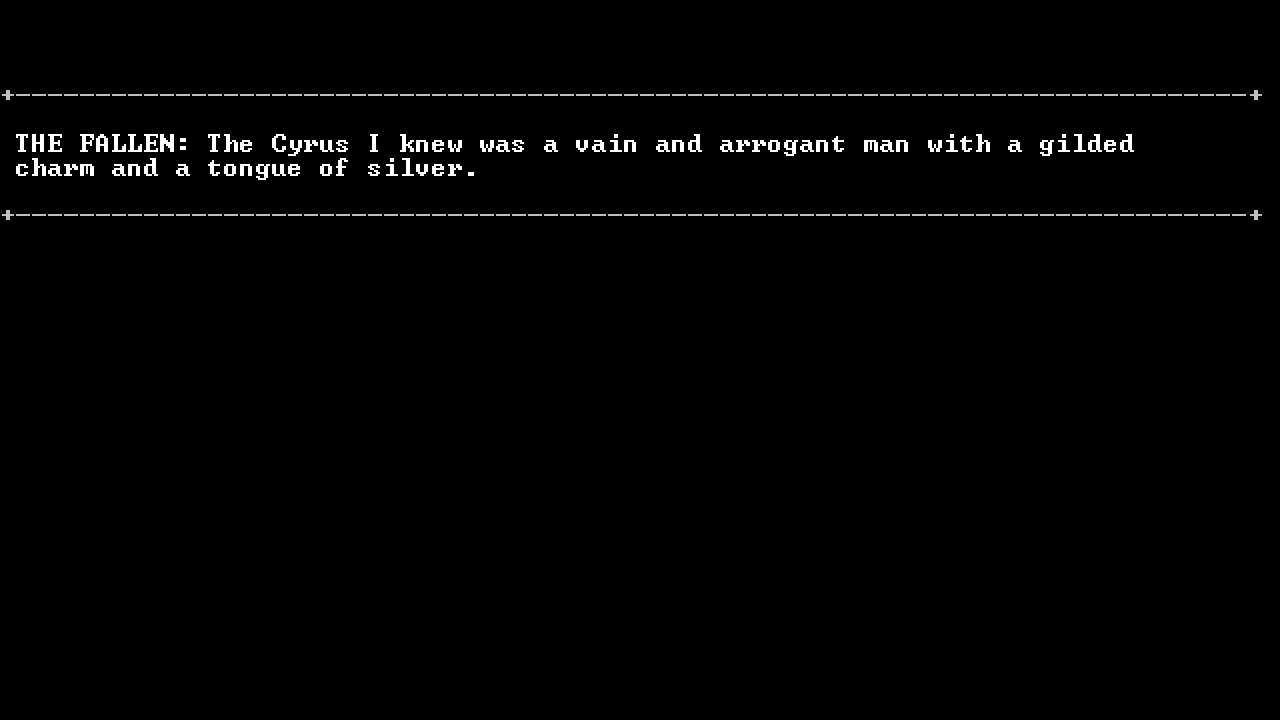 THE FALLEN: The Cyrus I knew was a vain and arrogant man with a gilded
charm and a tongue of silver.